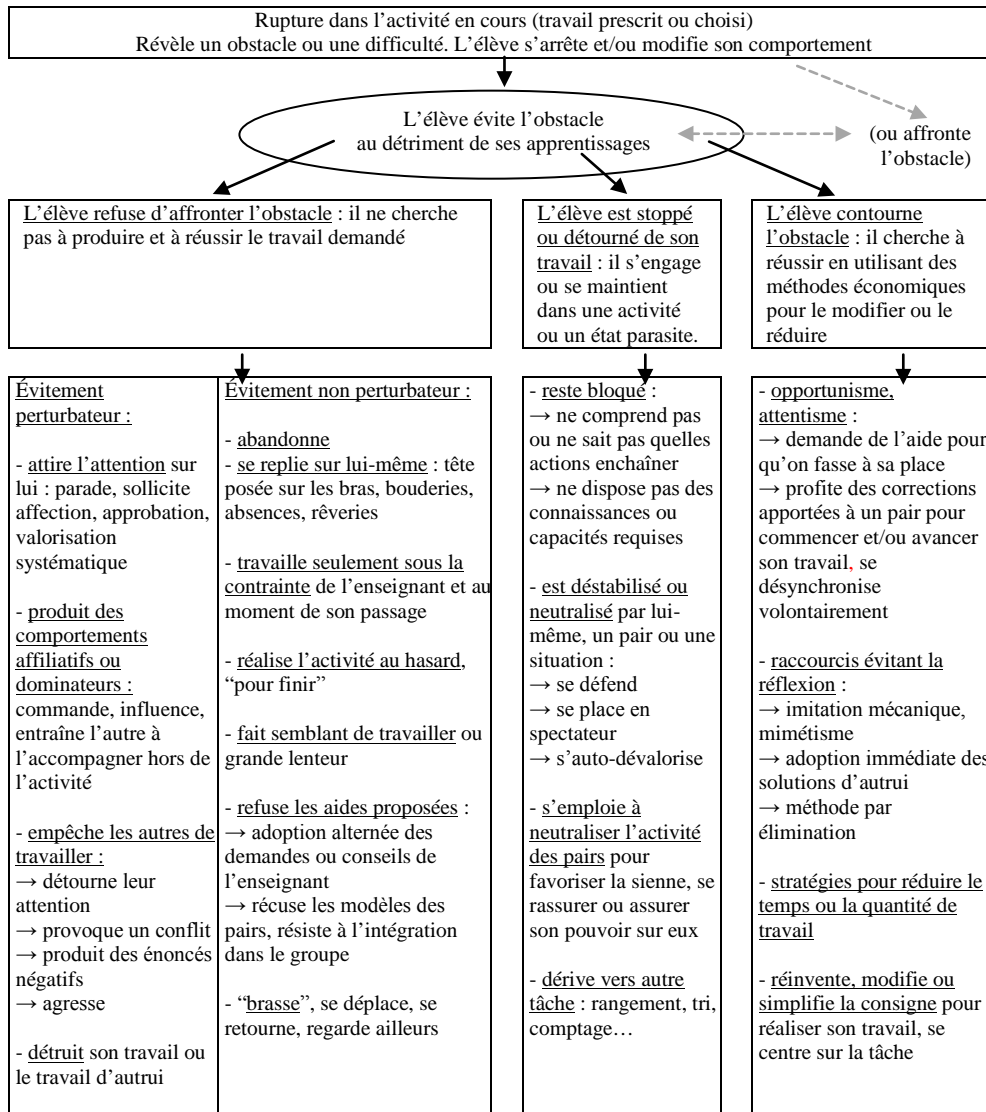 Rupture dans l’activité en cours (travail prescrit ou choisi)
Révèle un obstacle ou une difficulté. L’élève s’arrête et/ou modifie son comportement
L’élève évite l’obstacle
au détriment de ses apprentissages
(ou affronte
l’obstacle)
L’élève refuse d’affronter l’obstacle : il ne cherche
pas à produire et à réussir le travail demandé
L’élève est stoppé
ou détourné de son
travail : il s’engage
ou se maintient
dans une activité
ou un état parasite.
L’élève contourne
l’obstacle : il cherche à
réussir en utilisant des
méthodes économiques
pour le modifier ou le
réduire
Évitement
perturbateur :
- attire l’attention sur
lui : parade, sollicite
affection, approbation,
valorisation
systématique
- produit des
comportements
affiliatifs ou
dominateurs :
commande, influence,
entraîne l’autre à
l’accompagner hors de
l’activité
- empêche les autres de
travailler :
→ détourne leur
attention
→ provoque un conflit
→ produit des énoncés
négatifs
→ agresse
- détruit son travail ou
le travail d’autrui
Évitement non perturbateur :
- abandonne
- se replie sur lui-même : tête
posée sur les bras, bouderies,
absences, rêveries
- travaille seulement sous la
contrainte de l’enseignant et au
moment de son passage
- réalise l’activité au hasard,
“pour finir”
- fait semblant de travailler ou
grande lenteur
- refuse les aides proposées :
→ adoption alternée des
demandes ou conseils de
l’enseignant
→ récuse les modèles des
pairs, résiste à l’intégration
dans le groupe
- “brasse”, se déplace, se
retourne, regarde ailleurs
- reste bloqué :
→ ne comprend pas
ou ne sait pas quelles
actions enchaîner
→ ne dispose pas des
connaissances ou
capacités requises
- est déstabilisé ou
neutralisé par lui-
même, un pair ou une
situation :
→ se défend
→ se place en
spectateur
→ s’auto-dévalorise
- s’emploie à
neutraliser l’activité
des pairs pour
favoriser la sienne, se
rassurer ou assurer
son pouvoir sur eux
- dérive vers autre
tâche : rangement, tri,
comptage…
- opportunisme,
attentisme :
→ demande de l’aide pour
qu’on fasse à sa place
→ profite des corrections
apportées à un pair pour
commencer et/ou avancer
son travail, se
désynchronise
volontairement
- raccourcis évitant la
réflexion :
→ imitation mécanique,
mimétisme
→ adoption immédiate des
solutions d’autrui
→ méthode par
élimination
- stratégies pour réduire le
temps ou la quantité de
travail
- réinvente, modifie ou
simplifie la consigne pour
réaliser son travail, se
centre sur la tâche